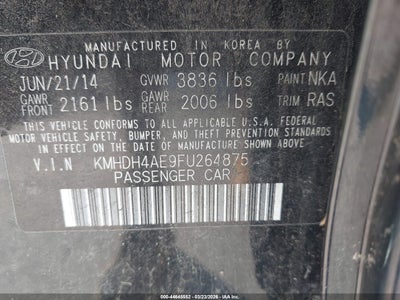 MANUFACTURED IN KOREA BY
HYUNDAI MOTOR COMPANY
JUN/21/14 GVWR 3836 lbs PAINT NKA
GAWR FRONT 2161 lbs GAWR REAR 2006 lbs TRIM RAS
THIS VEHICLE CONFORMS TO ALL APPLICABLE U.S.A. FEDERAL
MOTOR VEHICLE SAFETY, BUMPER, AND THEFT PREVENTION STANDARDS
IN EFFECT ON THE DATE OF MANUFACTURE SHOWN ABOVE.
V.I.N KMHDH4AE9FU264875
PASSENGER CAR